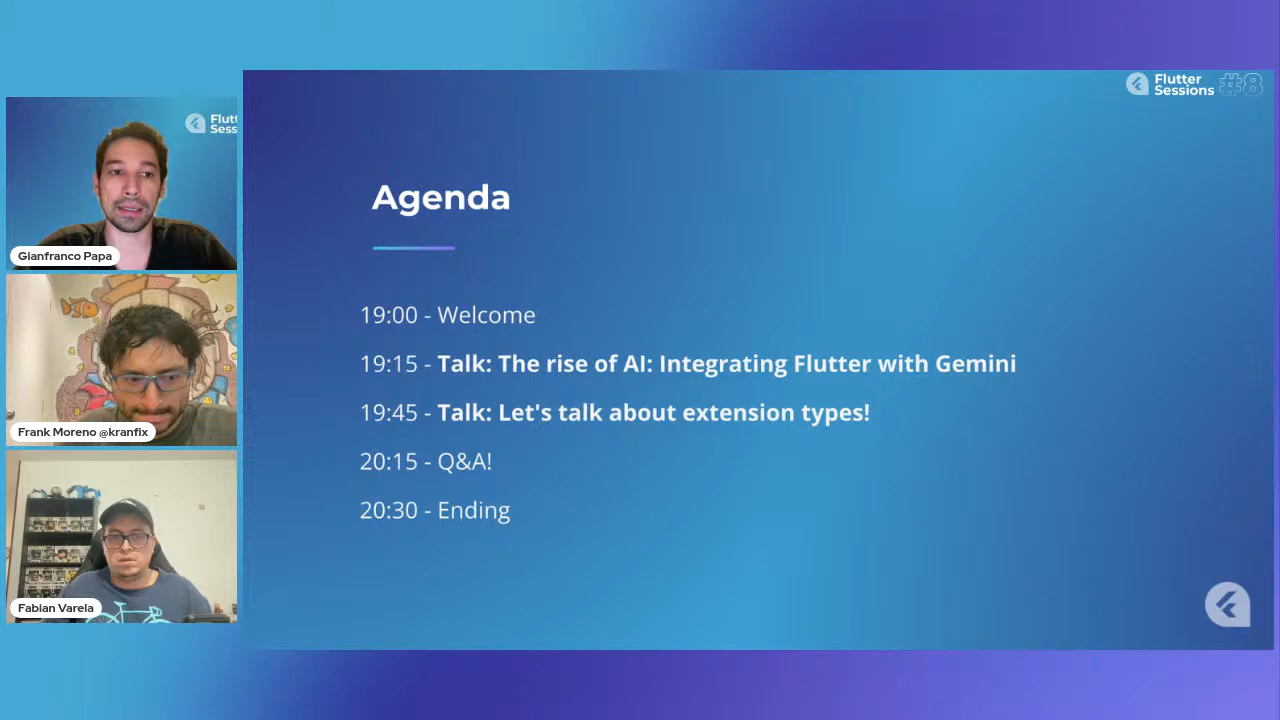 Flutter
Sessions #8
Flutt
Sess
Gianfranco Papa
Frank Moreno @kranfix
Fabian Varela
Agenda
19:00 - Welcome
19:15 - Talk: The rise of AI: Integrating Flutter with Gemini
19:45 - Talk: Let's talk about extension types!
20:15 - Q&A!
20:30 - Ending